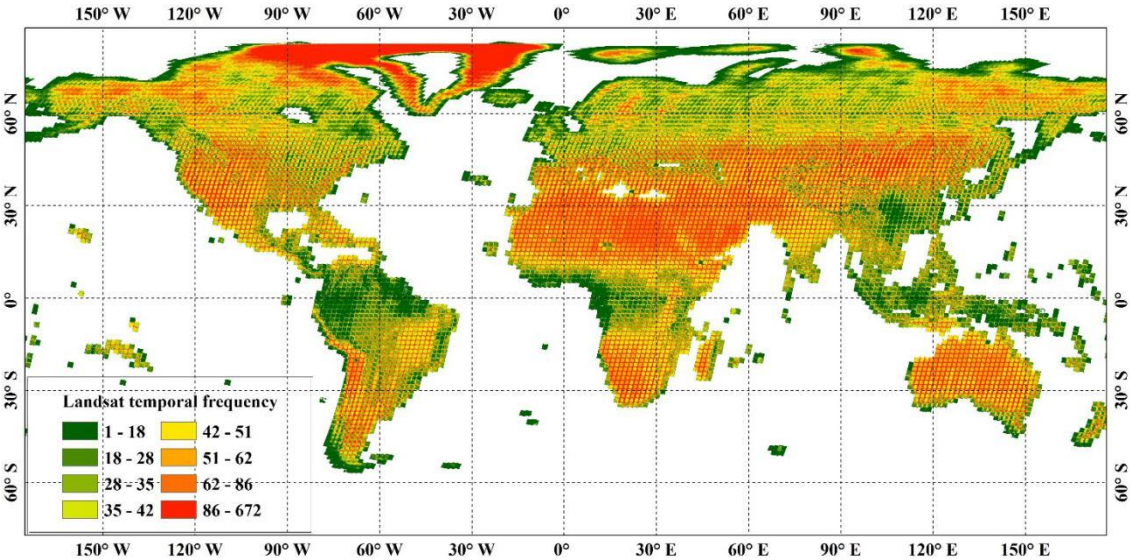 150° W 120° W 90° W 60° W 30° W 0° 30° E 60° E 90° E 120° E 150° E
60° N 60° N
30° N 30° N
0° 0°
30° S 30° S
60° S 60° S
Landsat temporal frequency
1 - 18 42 - 51
18 - 28 51 - 62
28 - 35 62 - 86
35 - 42 86 - 672
150° W 120° W 90° W 60° W 30° W 0° 30° E 60° E 90° E 120° E 150° E